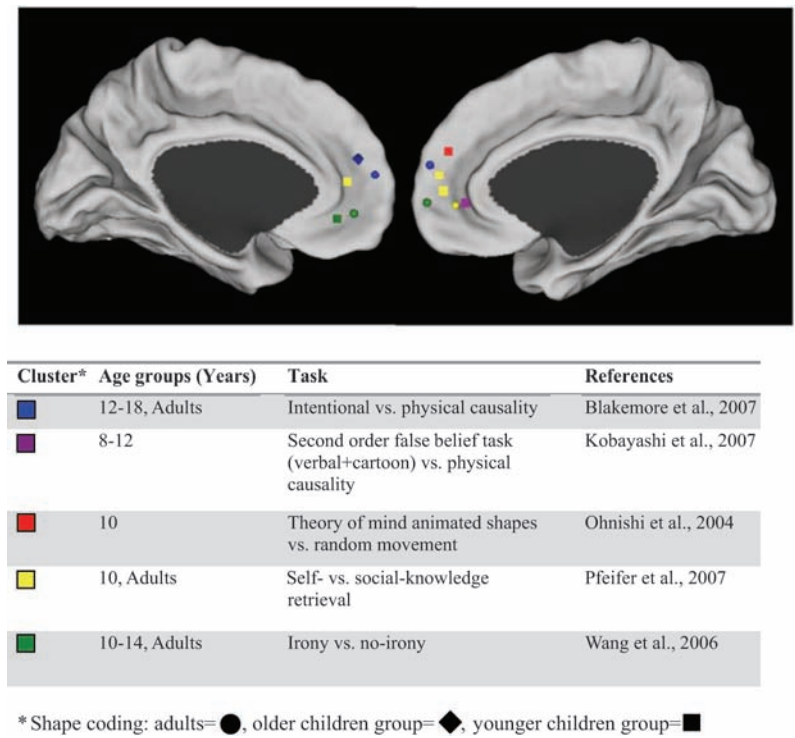 Cluster* Age groups (Years) Task References
12-18, Adults Intentional vs. physical causality Blakemore et al., 2007
8-12 Second order false belief task Kobayashi et al., 2007
(verbal+cartoon) vs. physical
causality
10 Theory of mind animated shapes Ohnishi et al., 2004
vs. random movement
10, Adults Self- vs. social-knowledge Pfeifer et al., 2007
retrieval
10-14, Adults Irony vs. no-irony Wang et al., 2006
*Shape coding: adults=●, older children group=◆, younger children group=■